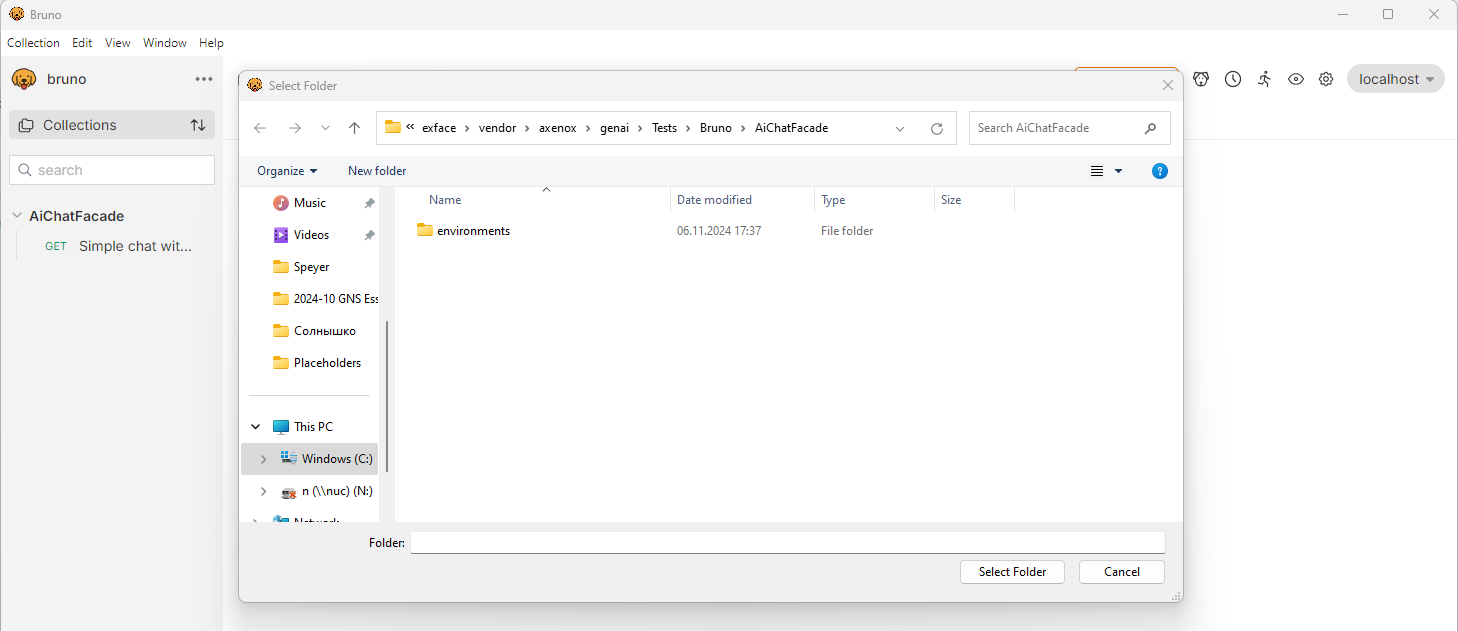 Bruno
Collection Edit View Window Help
bruno
Collections
search
AiChatFacade
GET Simple chat wit...
localhost
Select Folder
« exface > vendor > axenox > genai > Tests > Bruno > AiChatFacade
Search AiChatFacade
Organize New folder
Name Date modified Type Size
environments 06.11.2024 17:37 File folder
Music
Videos
Speyer
2024-10 GNS Ess
Солнышко
Placeholders
This PC
Windows (C:)
n (\\nuc) (N:)
Network
Folder:
Select Folder Cancel